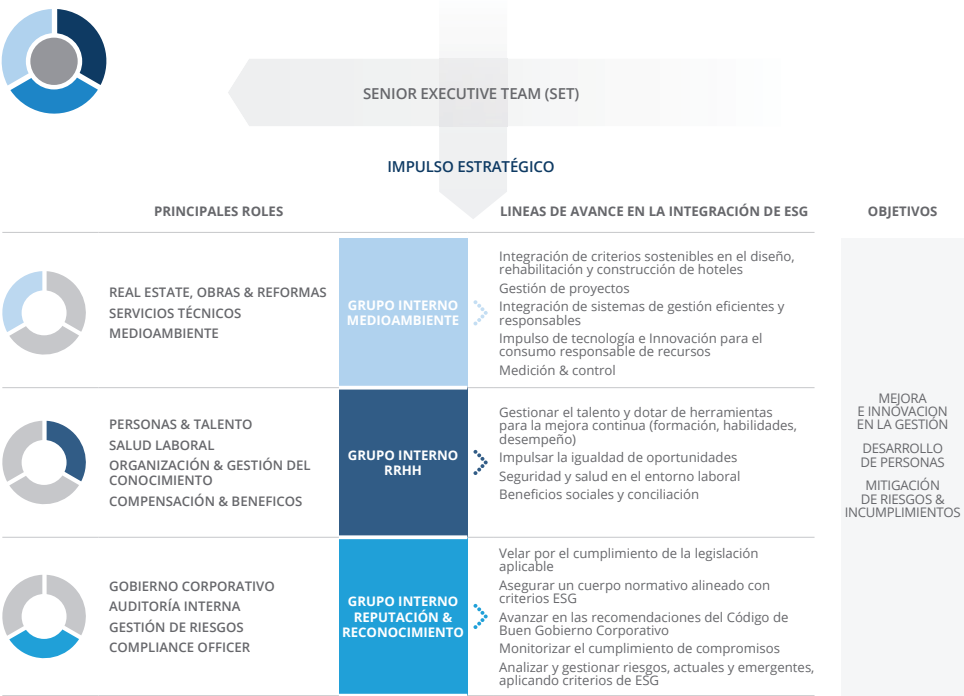 SENIOR EXECUTIVE TEAM (SET)
IMPULSO ESTRATÉGICO
PRINCIPALES ROLES
LINEAS DE AVANCE EN LA INTEGRACIÓN DE ESG
OBJETIVOS
REAL ESTATE, OBRAS & REFORMAS
SERVICIOS TÉCNICOS
MEDIOAMBIENTE
GRUPO INTERNO
MEDIOAMBIENTE
Integración de criterios sostenibles en el diseño,
rehabilitación y construcción de hoteles
Gestión de proyectos
Integración de sistemas de gestión eficientes y
responsables
Impulso de tecnología e Innovación para el
consumo responsable de recursos
Medición & control
PERSONAS & TALENTO
SALUD LABORAL
ORGANIZACIÓN & GESTIÓN DEL
CONOCIMIENTO
COMPENSACIÓN & BENEFICOS
GRUPO INTERNO
RRHH
Gestionar el talento y dotar de herramientas
para la mejora continua (formación, habilidades,
desempeño)
Impulsar la igualdad de oportunidades
Seguridad y salud en el entorno laboral
Beneficios sociales y conciliación
GOBIERNO CORPORATIVO
AUDITORÍA INTERNA
GESTIÓN DE RIESGOS
COMPLIANCE OFFICER
GRUPO INTERNO
REPUTACIÓN &
RECONOCIMIENTO
Velar por el cumplimiento de la legislación
aplicable
Asegurar un cuerpo normativo alineado con
criterios ESG
Avanzar en las recomendaciones del Código de
Buen Gobierno Corporativo
Monitorizar el cumplimiento de compromisos
Analizar y gestionar riesgos, actuales y emergentes,
aplicando criterios de ESG
MEJORA
E INNOVACION
EN LA GESTIÓN
DESARROLLO
DE PERSONAS
MITIGACIÓN
DE RIESGOS &
INCUMPLIMIENTOS